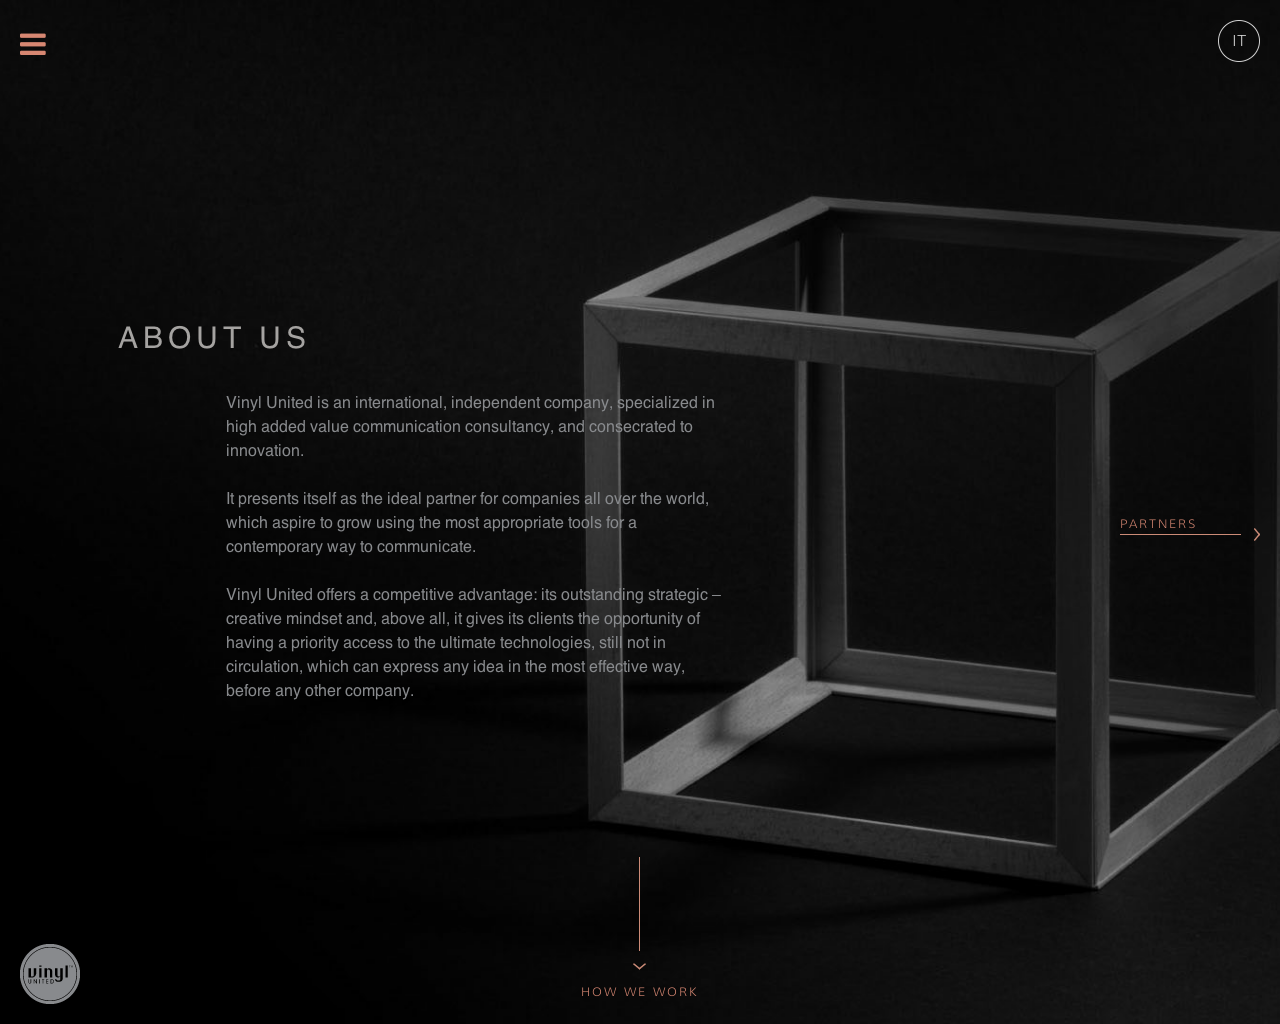 IT
ABOUT US
Vinyl United is an international, independent company, specialized in
high added value communication consultancy, and consecrated to
innovation.
It presents itself as the ideal partner for companies all over the world,
which aspire to grow using the most appropriate tools for a
contemporary way to communicate.
Vinyl United offers a competitive advantage: its outstanding strategic –
creative mindset and, above all, it gives its clients the opportunity of
having a priority access to the ultimate technologies, still not in
circulation, which can express any idea in the most effective way,
before any other company.
PARTNERS
vinyl
UNITED
HOW WE WORK